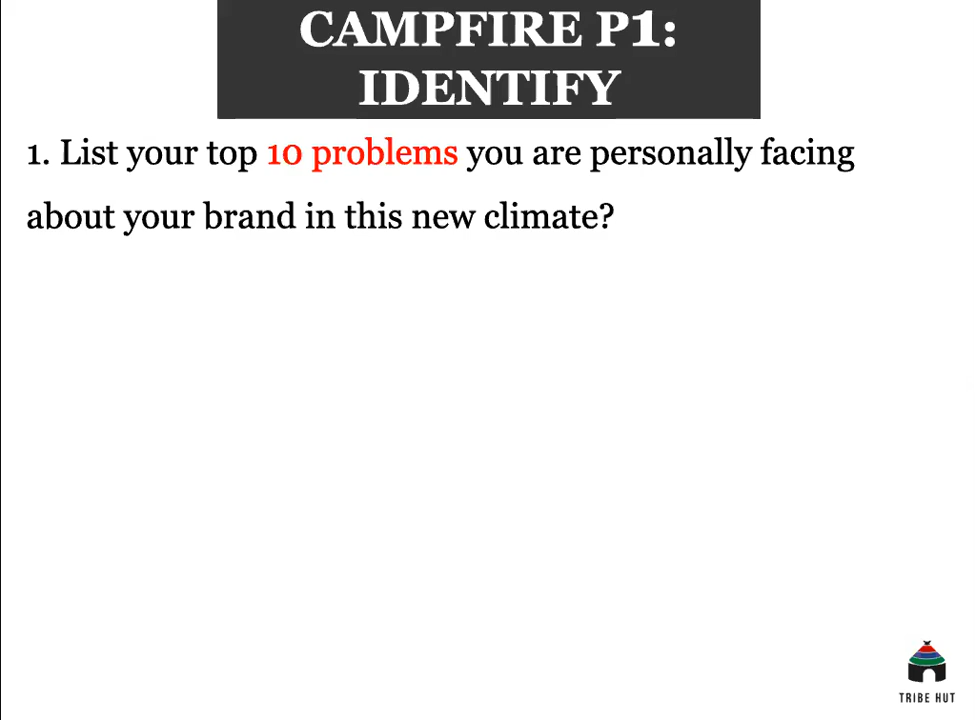 CAMPFIRE P1:
IDENTIFY
1. List your top 10 problems you are personally facing
about your brand in this new climate?
TRIBE HUT